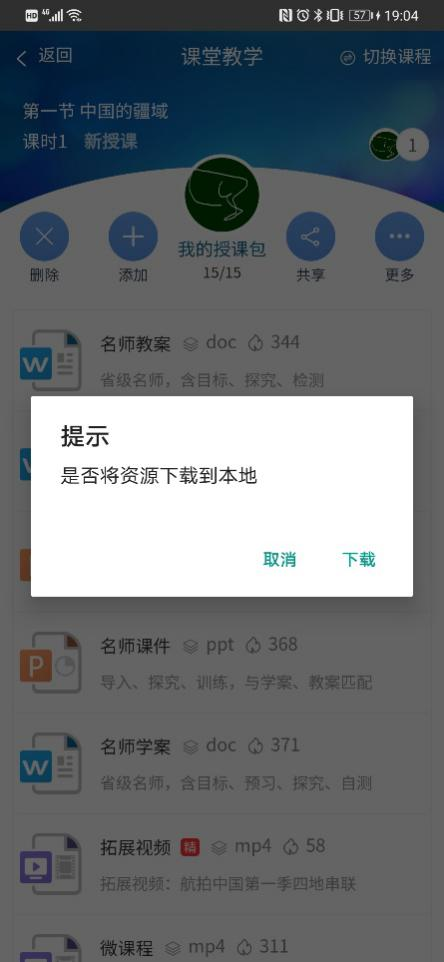 HD 4G 57 19:04
返回 课堂教学 切换课程
第一节 中国的疆域
课时1 新授课
1
我的授课包
15/15
删除 添加 共享 更多
名师教案 doc 344
省级名师，含目标、探究、检测
W
提示
是否将资源下载到本地
取消 下载
P
名师课件 ppt 368
导入、探究、训练，与学案、教案匹配
W
名师学案 doc 371
省级名师，含目标、预习、探究、自测
拓展视频 精 mp4 58
拓展视频：航拍中国第一季四地串联
微课程 mp4 311